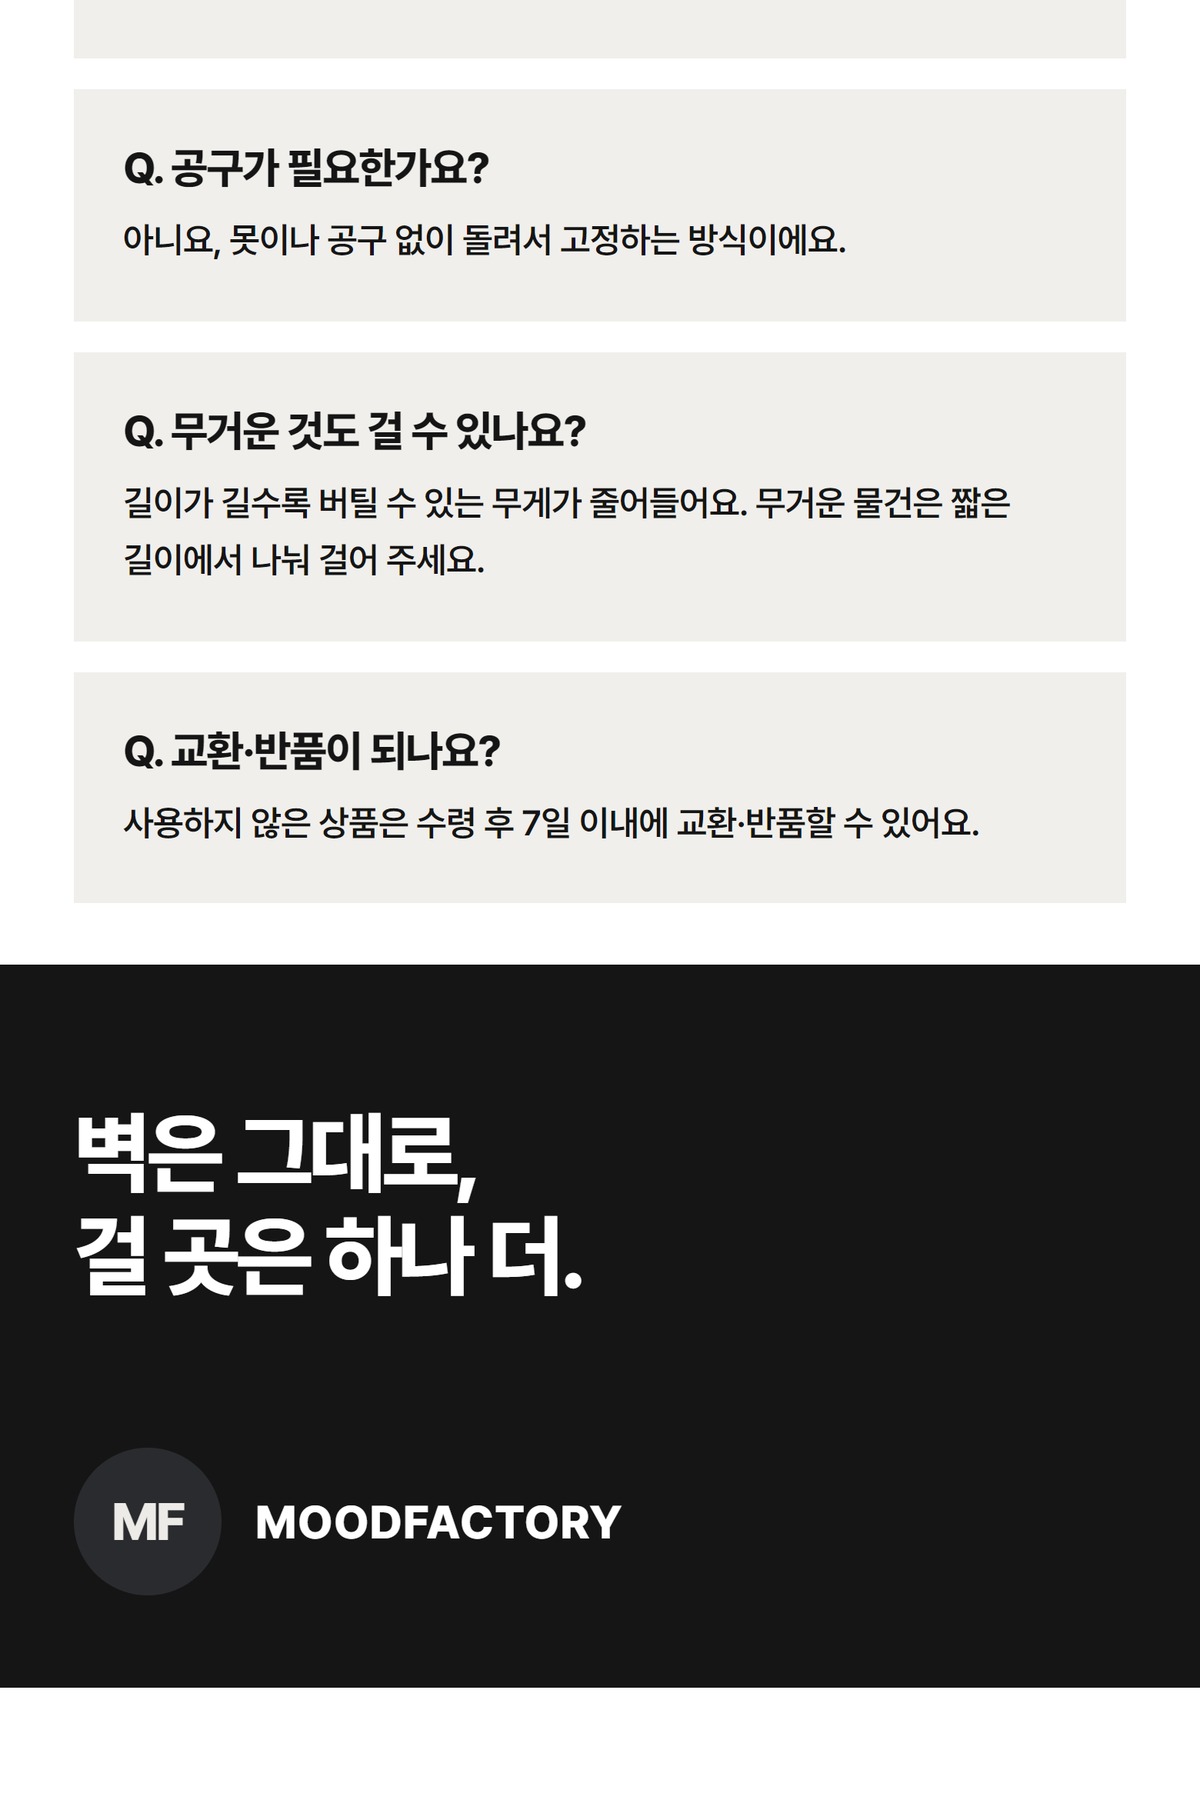 Q. 공구가 필요한가요?
아니요, 못이나 공구 없이 돌려서 고정하는 방식이에요.
Q. 무거운 것도 걸 수 있나요?
길이가 길수록 버틸 수 있는 무게가 줄어들어요. 무거운 물건은 짧은
길이에서 나눠 걸어 주세요.
Q. 교환·반품이 되나요?
사용하지 않은 상품은 수령 후 7일 이내에 교환·반품할 수 있어요.
벽은 그대로,
걸 곳은 하나 더.
MF MOODFACTORY